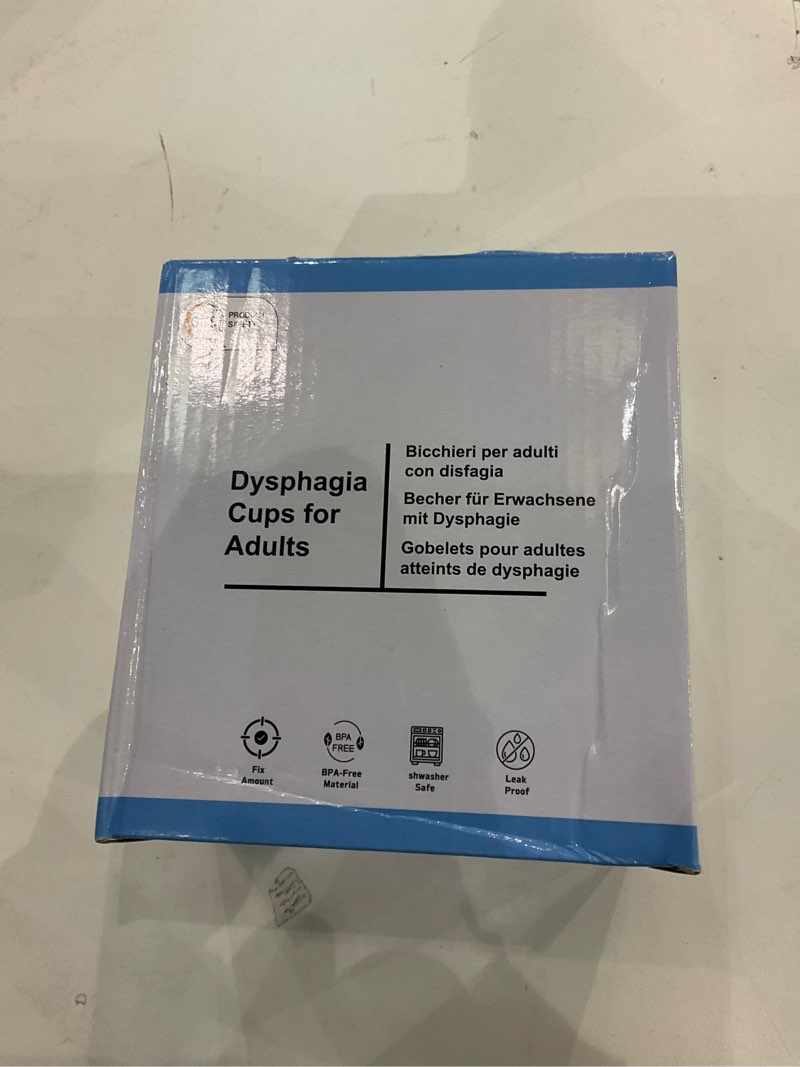 PRODUCT
SAFETY
Dysphagia
Cups for
Adults
Bicchieri per adulti
con disfagia
Becher für Erwachsene
mit Dysphagie
Gobelets pour adultes
atteints de dysphagie
Fix
Amount
BPA
FREE
BPA-Free
Material
shwasher
Safe
Leak
Proof